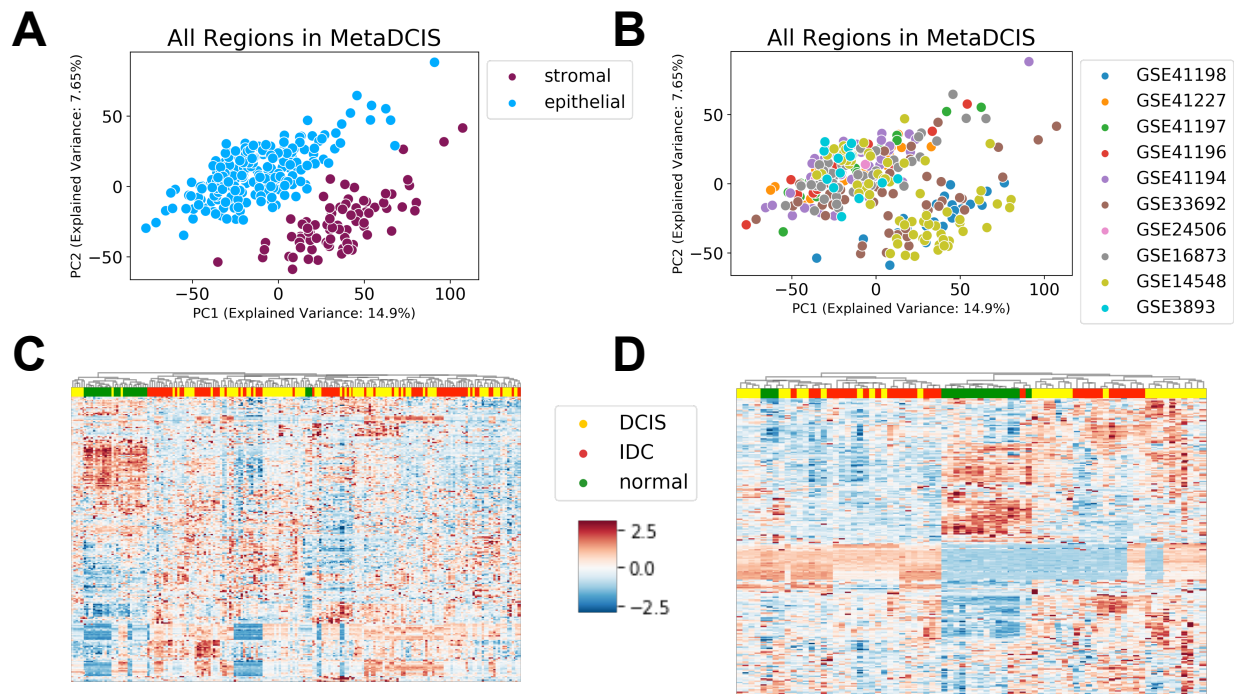 A
All Regions in MetaDCIS
PC2 (Explained Variance: 7.65%)
50
0
−50
−50
0
50
100
PC1 (Explained Variance: 14.9%)
stromal
epithelial
B
All Regions in MetaDCIS
PC2 (Explained Variance: 7.65%)
50
0
−50
−50
0
50
100
PC1 (Explained Variance: 14.9%)
GSE41198
GSE41227
GSE41197
GSE41196
GSE41194
GSE33692
GSE24506
GSE16873
GSE14548
GSE3893
C
DCIS
IDC
normal
2.5
0.0
−2.5
D